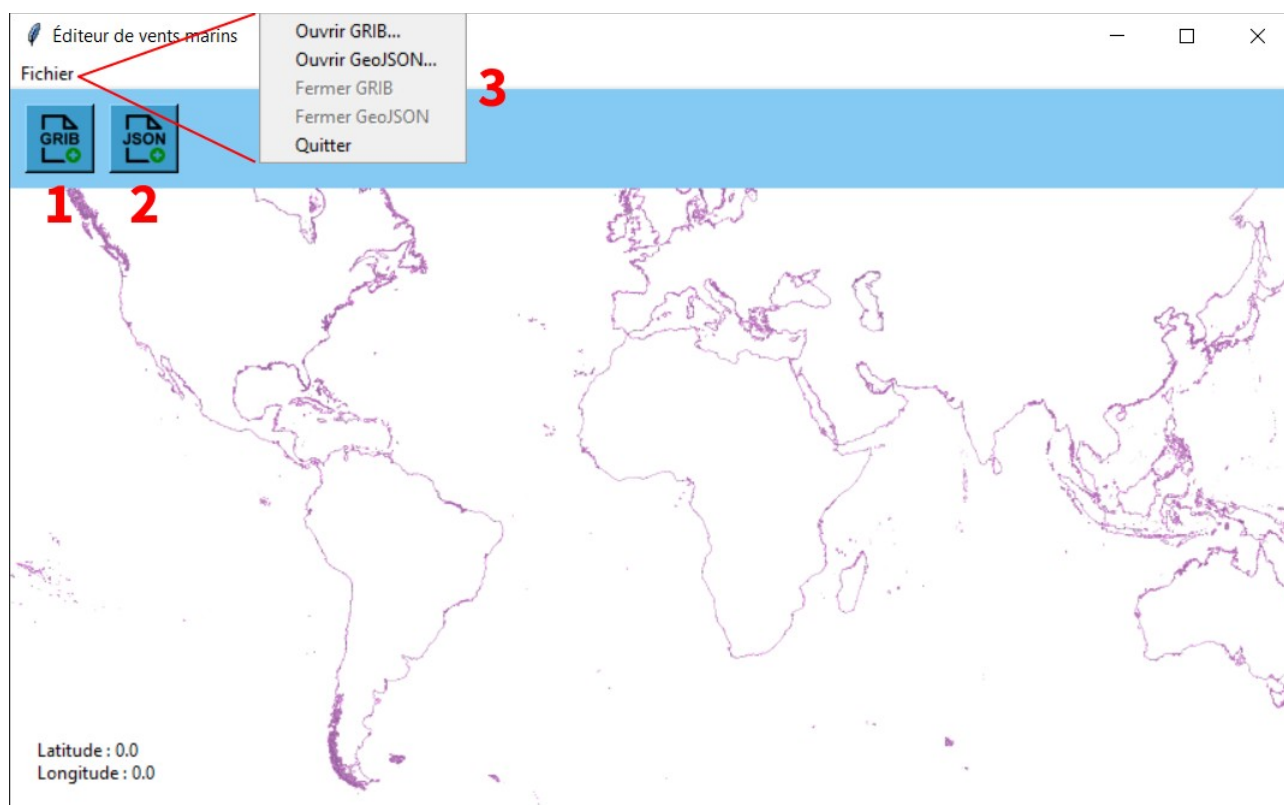 Éditeur de vents marins
Fichier
Ouvrir GRIB...
Ouvrir GeoJSON...
Fermer GRIB
Fermer GeoJSON
Quitter
3
GRIB
JSON
1
2
Latitude : 0.0
Longitude : 0.0